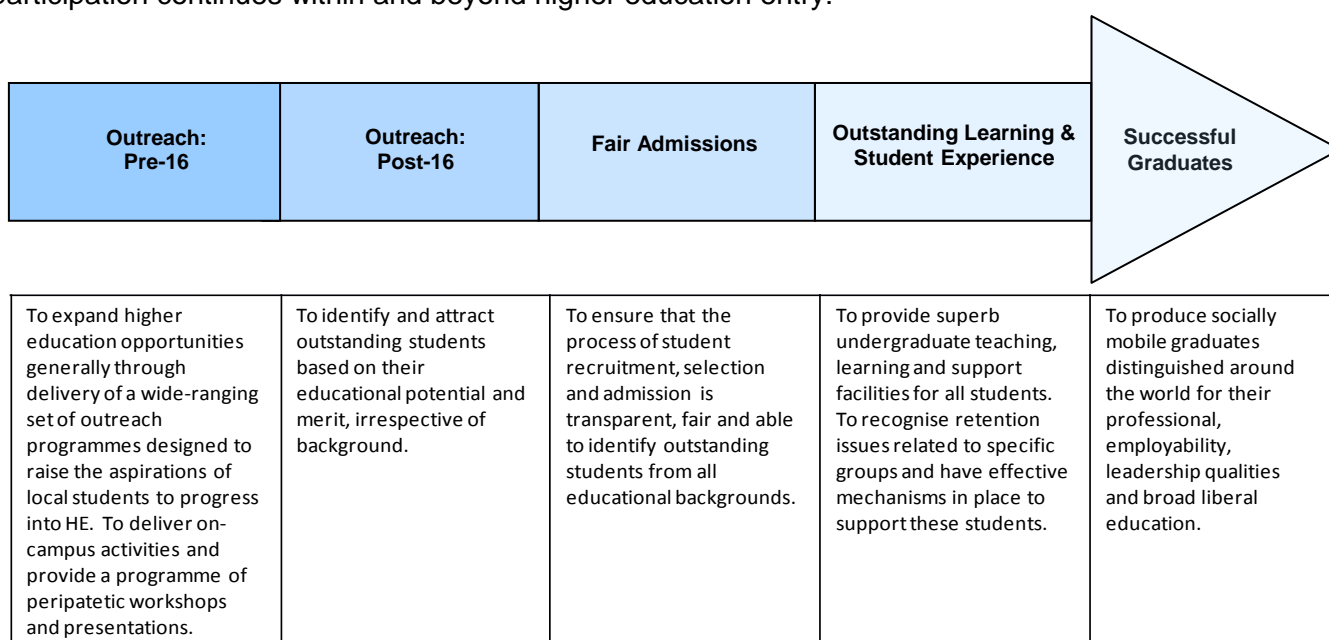 participation continues within and beyond higher education entry.
Outreach:
Pre-16
Outreach:
Post-16
Fair Admissions
Outstanding Learning &
Student Experience
Successful
Graduates
To expand higher
education opportunities
generally through
delivery of a wide-ranging
set of outreach
programmes designed to
raise the aspirations of
local students to progress
into HE. To deliver on-
campus activities and
provide a programme of
peripatetic workshops
and presentations.
To identify and attract
outstanding students
based on their
educational potential and
merit, irrespective of
background.
To ensure that the
process of student
recruitment, selection
and admission is
transparent, fair and able
to identify outstanding
students from all
educational backgrounds.
To provide superb
undergraduate teaching,
learning and support
facilities for all students.
To recognise retention
issues related to specific
groups and have effective
mechanisms in place to
support these students.
To produce socially
mobile graduates
distinguished around
the world for their
professional,
employability,
leadership qualities
and broad liberal
education.